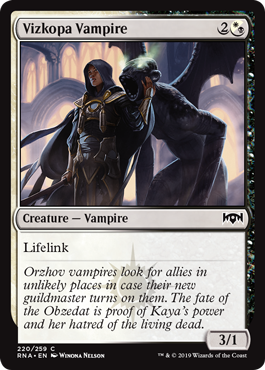 Vizkopa Vampire 2
Creature — Vampire
Lifelink
Orzhov vampires look for allies in
unlikely places in case their new
guildmaster turns on them. The fate of
the Obzedat is proof of Kaya's power
and her hatred of the living dead.
3/1
220/259 C
RNA • EN Winona Nelson
™ & © 2019 Wizards of the Coast